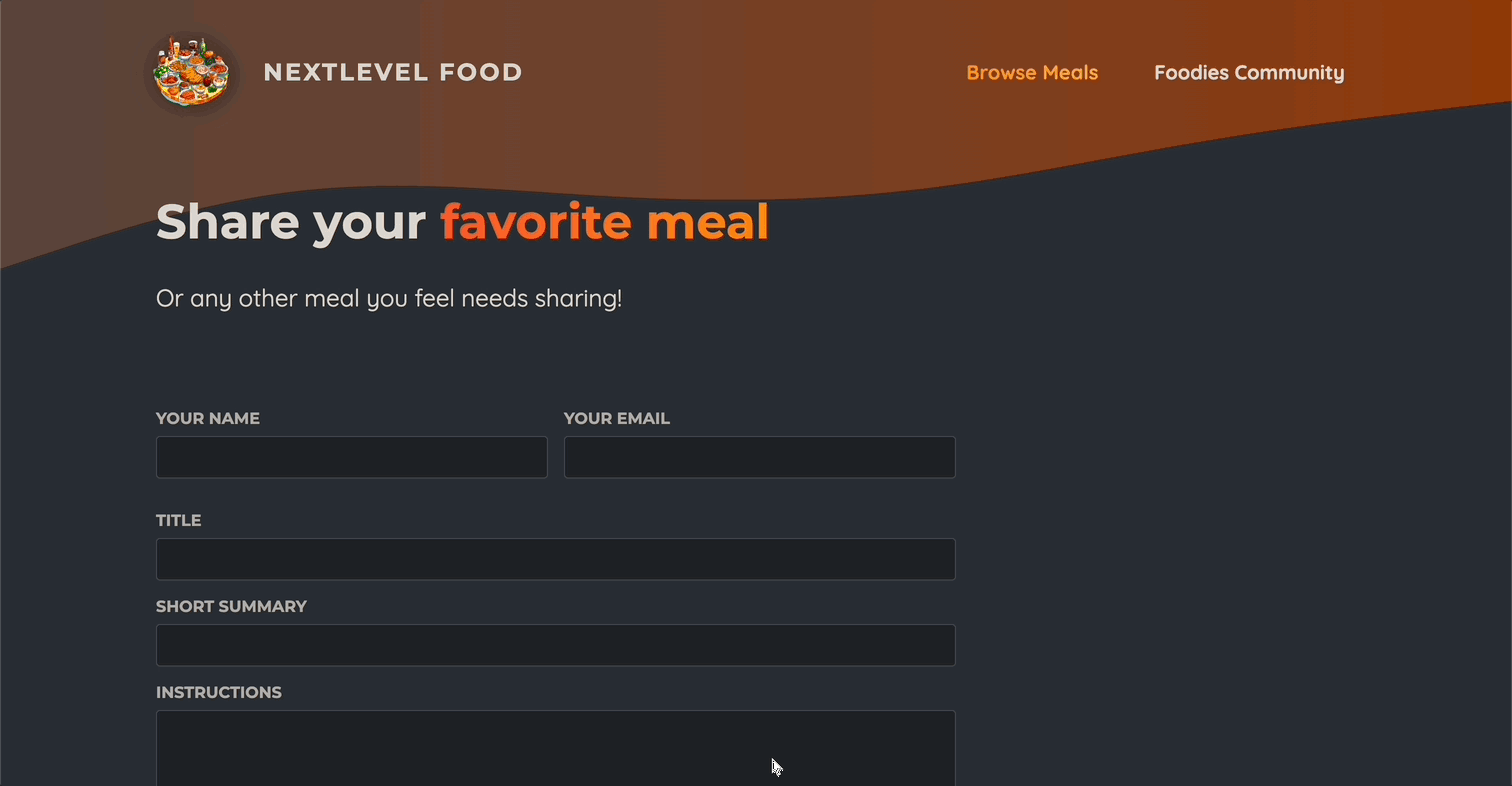 NEXTLEVEL FOOD
Browse Meals
Foodies Community
Share your favorite meal
Or any other meal you feel needs sharing!
YOUR NAME
YOUR EMAIL
TITLE
SHORT SUMMARY
INSTRUCTIONS